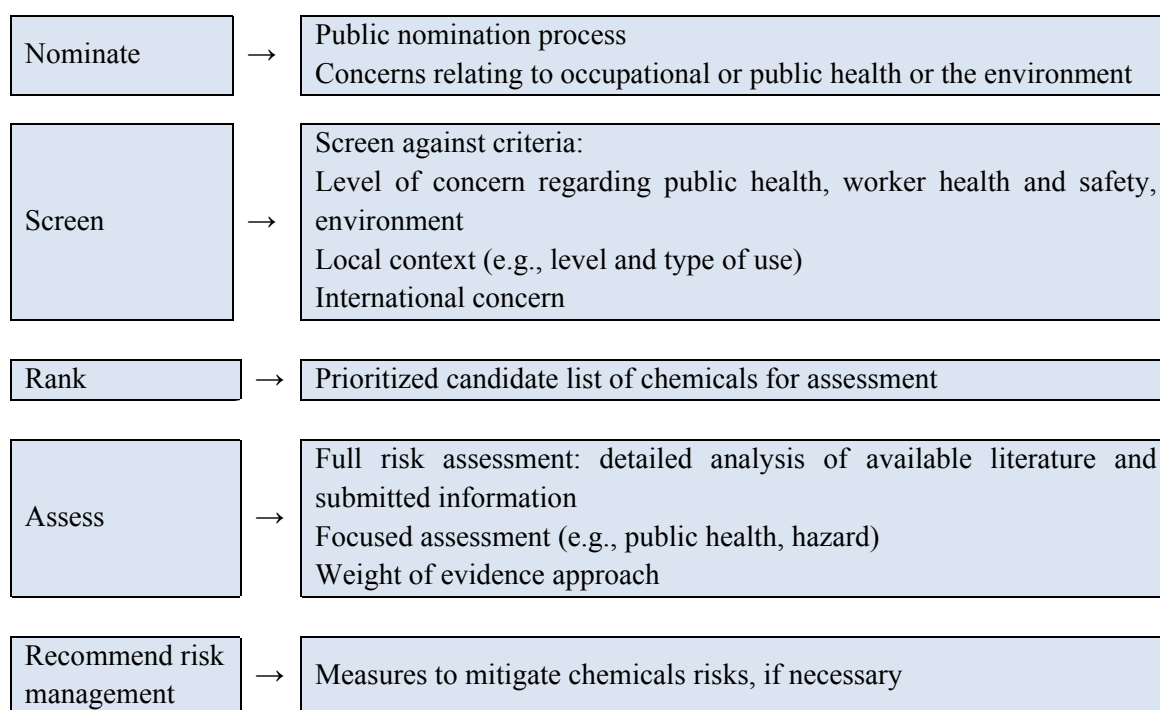 Nominate → Public nomination process
Concerns relating to occupational or public health or the environment
Screen → Screen against criteria:
Level of concern regarding public health, worker health and safety,
environment
Local context (e.g., level and type of use)
International concern
Rank → Prioritized candidate list of chemicals for assessment
Assess → Full risk assessment: detailed analysis of available literature and
submitted information
Focused assessment (e.g., public health, hazard)
Weight of evidence approach
Recommend risk
management → Measures to mitigate chemicals risks, if necessary